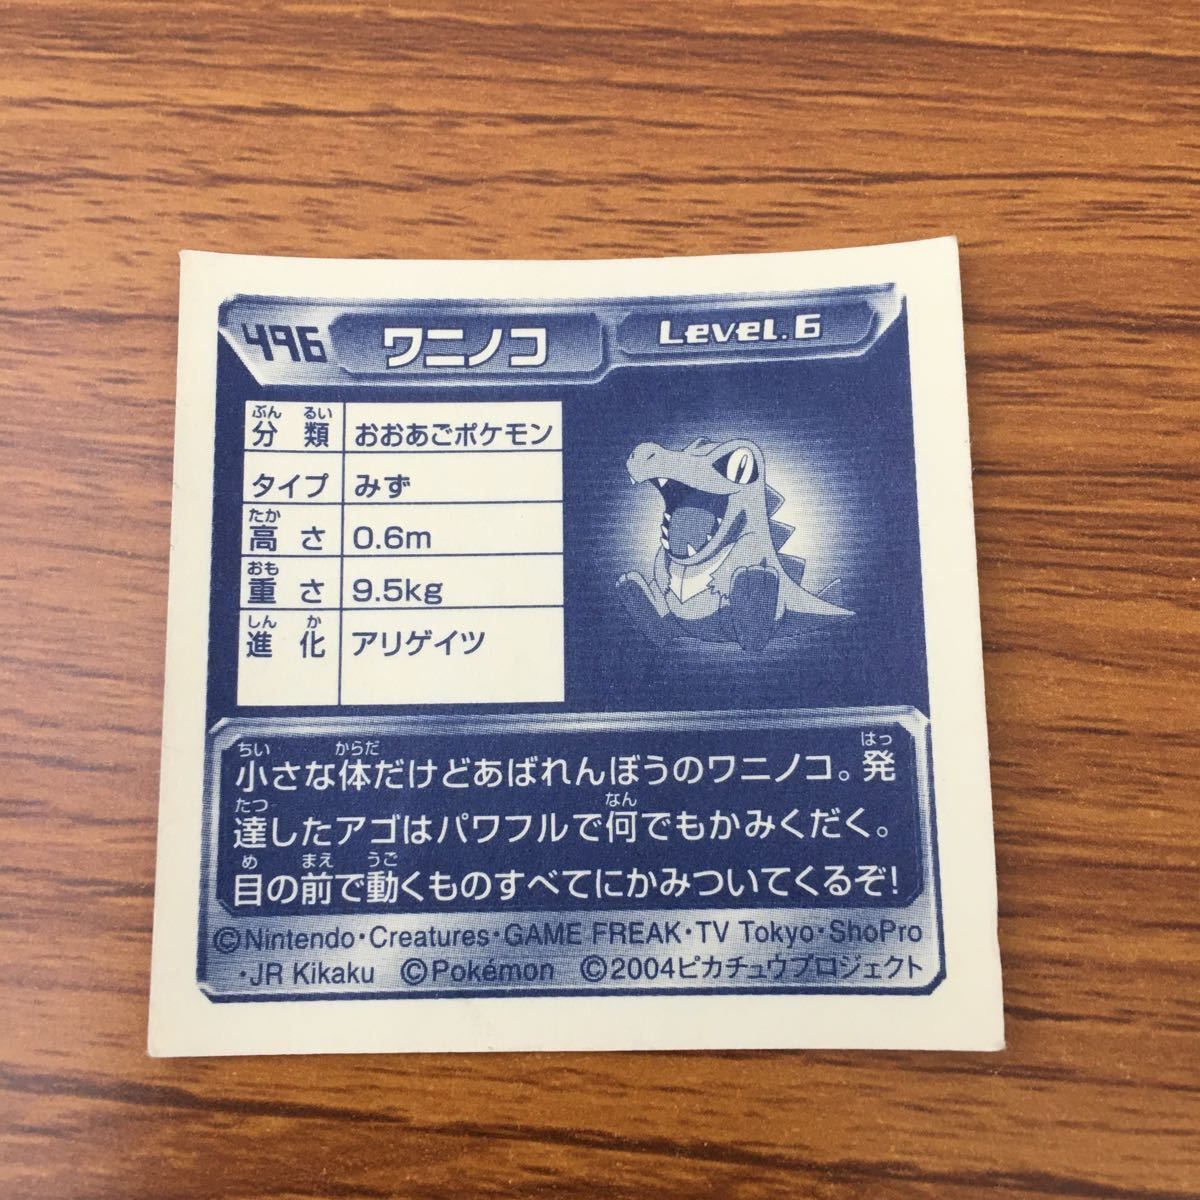 496 ワニノコ Level.6
ぶん るい
分 類 おおあごポケモン
タイプ みず
たか
高 さ 0.6m
おも
重 さ 9.5kg
しん か
進 化 アリゲイツ
ちい からだ はっ
小さな体だけどあばれんぼうのワニノコ。発
たつ なん
達したアゴはパワフルで何でもかみくだく。
め まえ うご
目の前で動くものすべてにかみついてくるぞ!
©Nintendo・Creatures・GAME FREAK・TV Tokyo・ShoPro
・JR Kikaku ©Pokémon ©2004ピカチュウプロジェクト